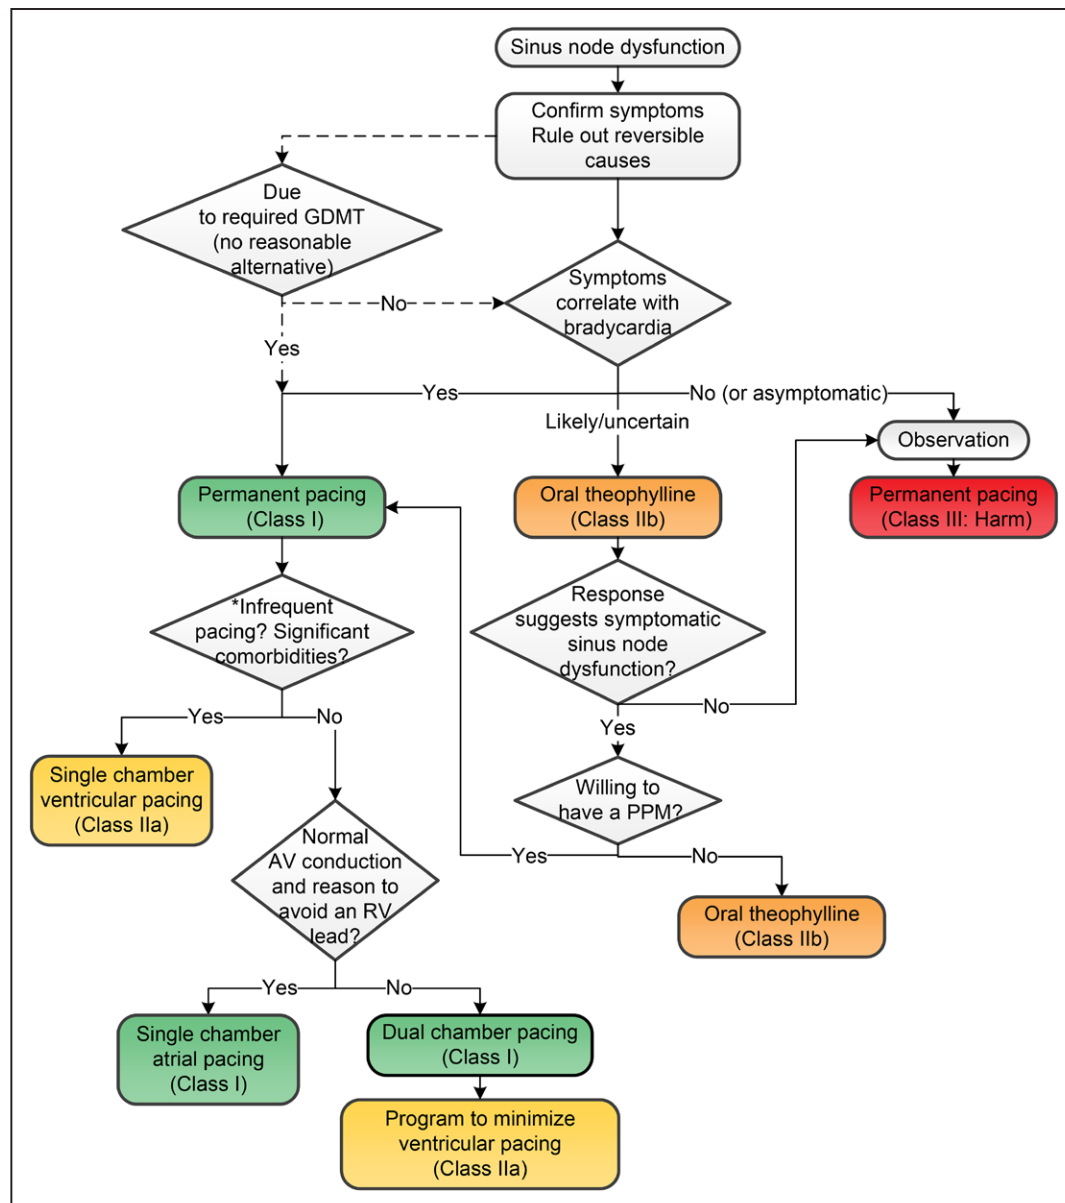 Sinus node dysfunction
Confirm symptoms
Rule out reversible
causes
Due
to required GDMT
(no reasonable
alternative)
No
Symptoms
correlate with
bradycardia
Yes
Yes
No (or asymptomatic)
Likely/uncertain
Observation
Permanent pacing
(Class I)
Oral theophylline
(Class IIb)
Permanent pacing
(Class III: Harm)
*Infrequent
pacing? Significant
comorbidities?
Response
suggests symptomatic
sinus node
dysfunction?
Yes
No
No
Yes
Single chamber
ventricular pacing
(Class IIa)
Willing to
have a PPM?
Normal
AV conduction
and reason to
avoid an RV
lead?
Yes
No
Oral theophylline
(Class IIb)
Yes
No
Single chamber
atrial pacing
(Class I)
Dual chamber pacing
(Class I)
Program to minimize
ventricular pacing
(Class IIa)